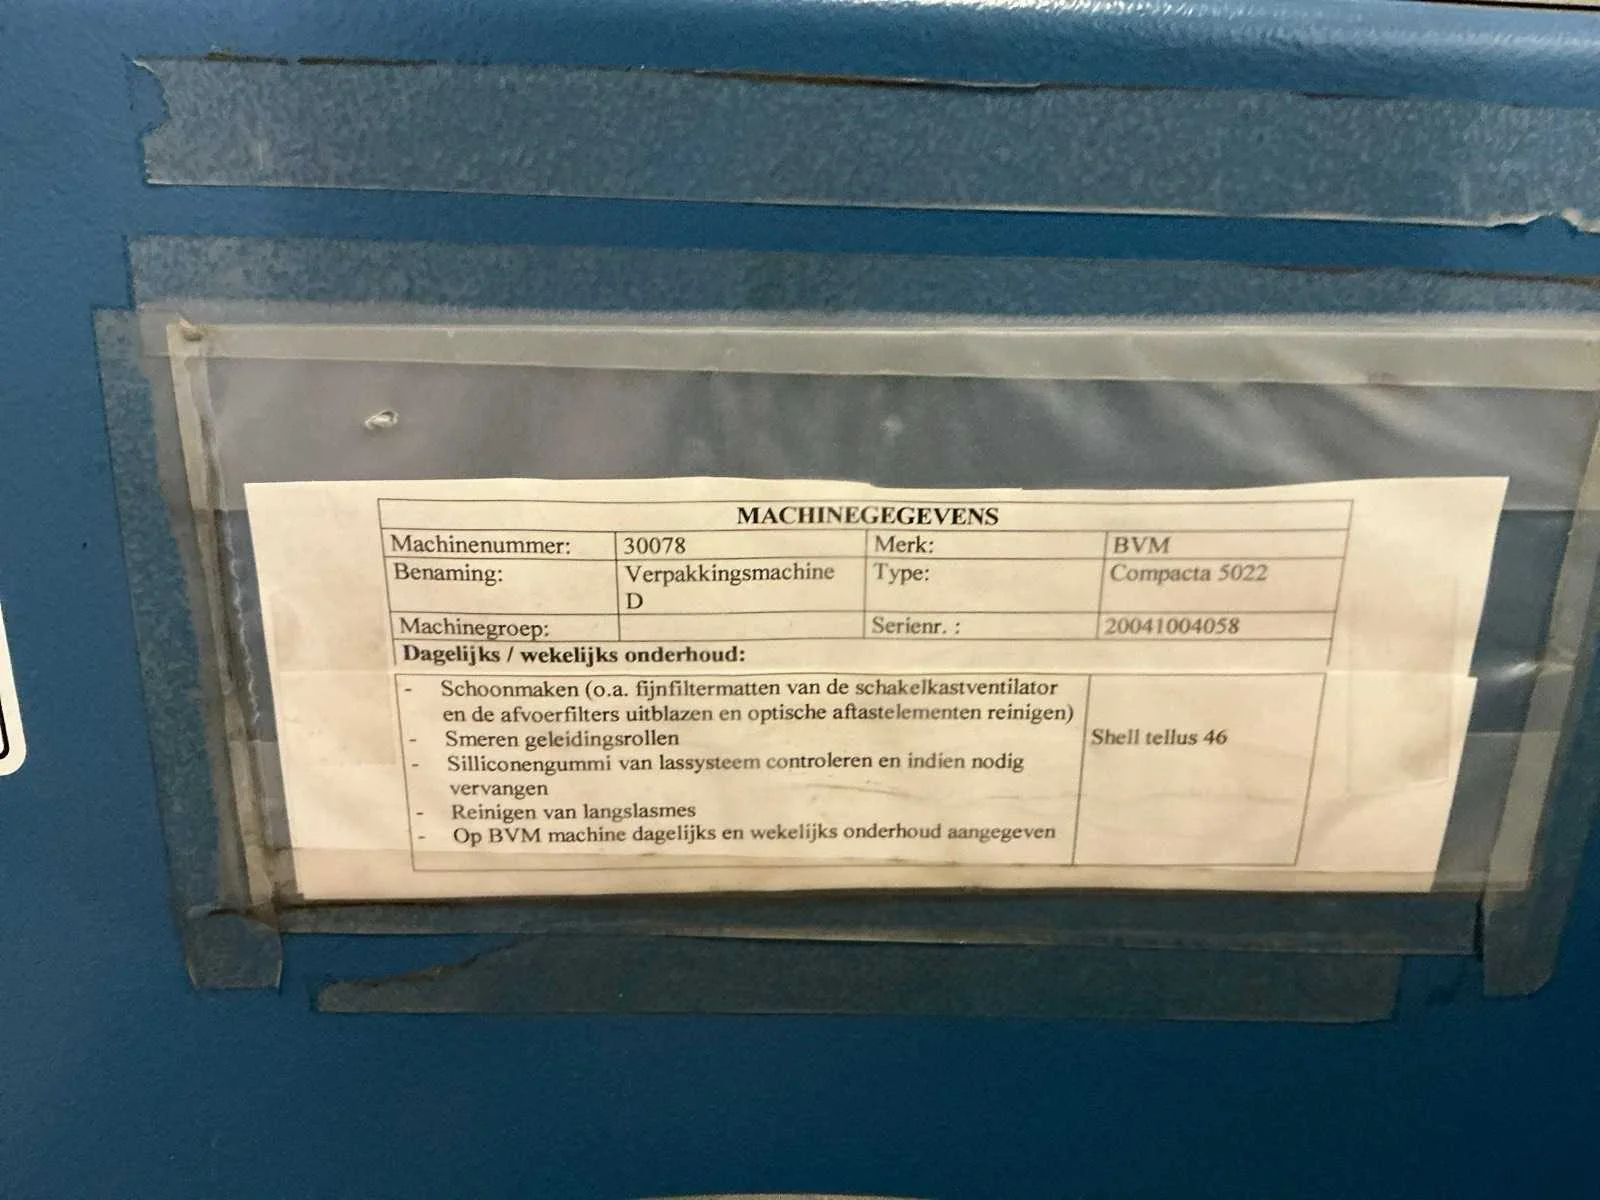 MACHINEGEGEVENS
Machinenummer: 30078 Merk: BVM
Benaming: Verpakkingsmachine Type: Compacta 5022
D
Machinegroep: Serienr. : 20041004058
Dagelijks / wekelijks onderhoud:
- Schoonmaken (o.a. fijnfiltermatten van de schakelkastventilator
en de afvoerfilters uitblazen en optische aftastelementen reinigen)
- Smeren geleidingsrollen Shell tellus 46
- Silliconengummi van lassysteem controleren en indien nodig
vervangen
- Reinigen van langslasmes
- Op BVM machine dagelijks en wekelijks onderhoud aangegeven